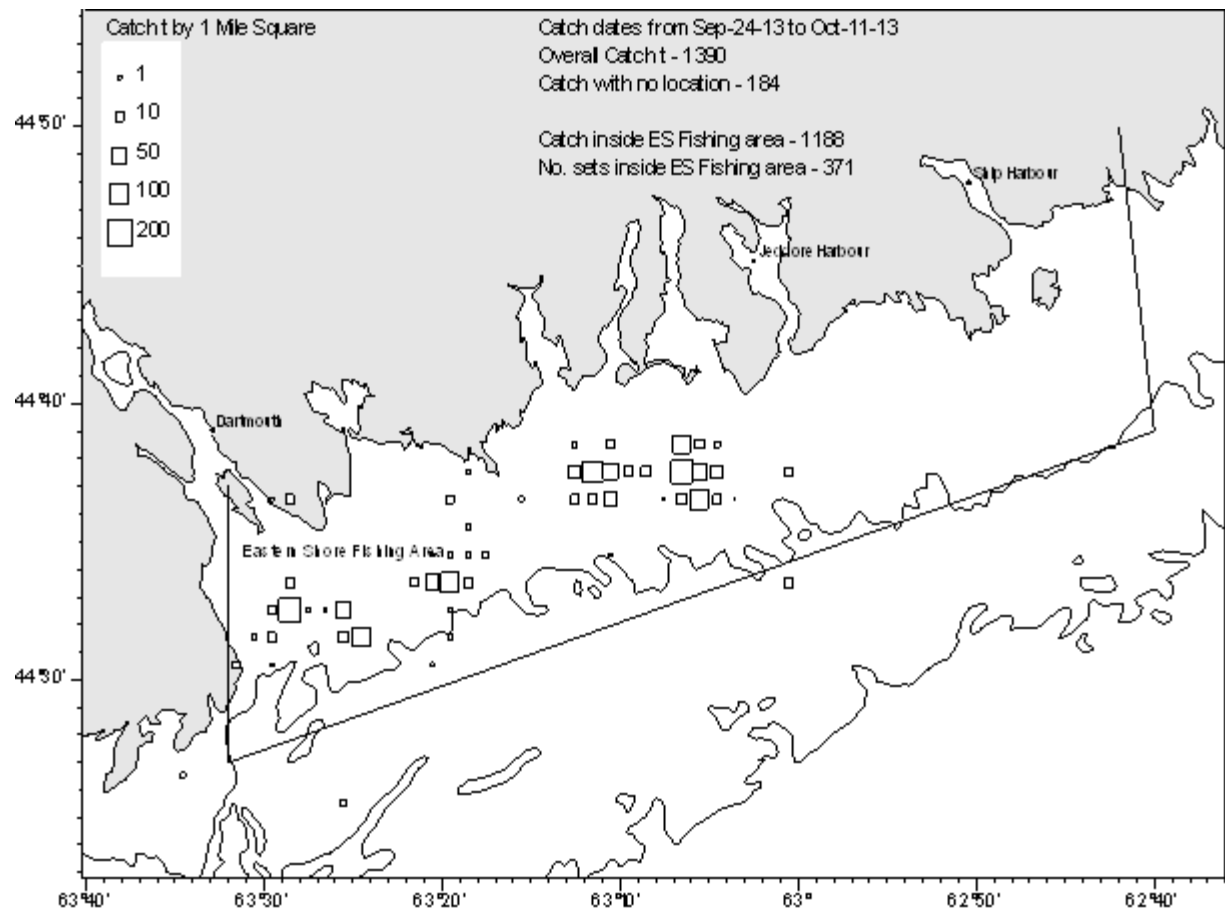 Catch t by 1 Mile Square
1
10
50
100
200
Catch dates from Sep-24-13 to Oct-11-13
Overall Catch t - 1390
Catch with no location - 184
Catch inside ES Fishing area - 1188
No. sets inside ES Fishing area - 371
44°50'
Ship Harbour
Jeddore Harbour
44°40'
Dartmouth
Eastern Shore Fishing Area
44°30'
63°40'
63°30'
63°20'
63°10'
63°
62°50'
62°40'